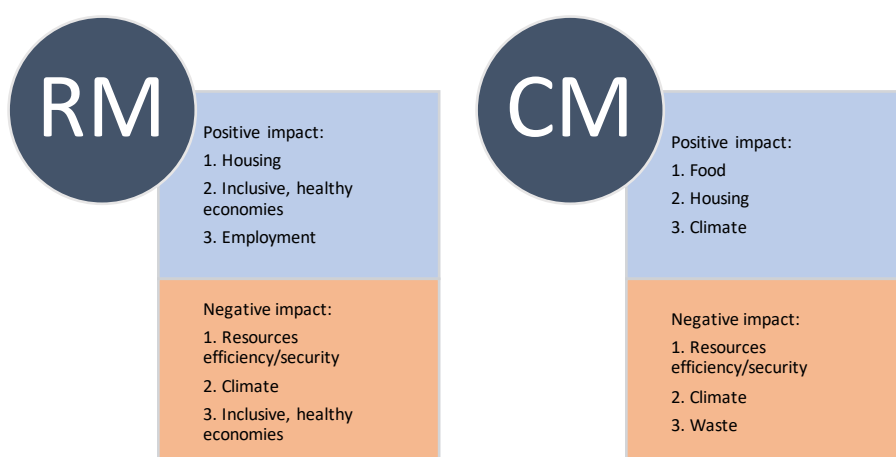 RM
Positive impact:
1. Housing
2. Inclusive, healthy
economies
3. Employment
Negative impact:
1. Resources
efficiency/security
2. Climate
3. Inclusive, healthy
economies
CM
Positive impact:
1. Food
2. Housing
3. Climate
Negative impact:
1. Resources
efficiency/security
2. Climate
3. Waste